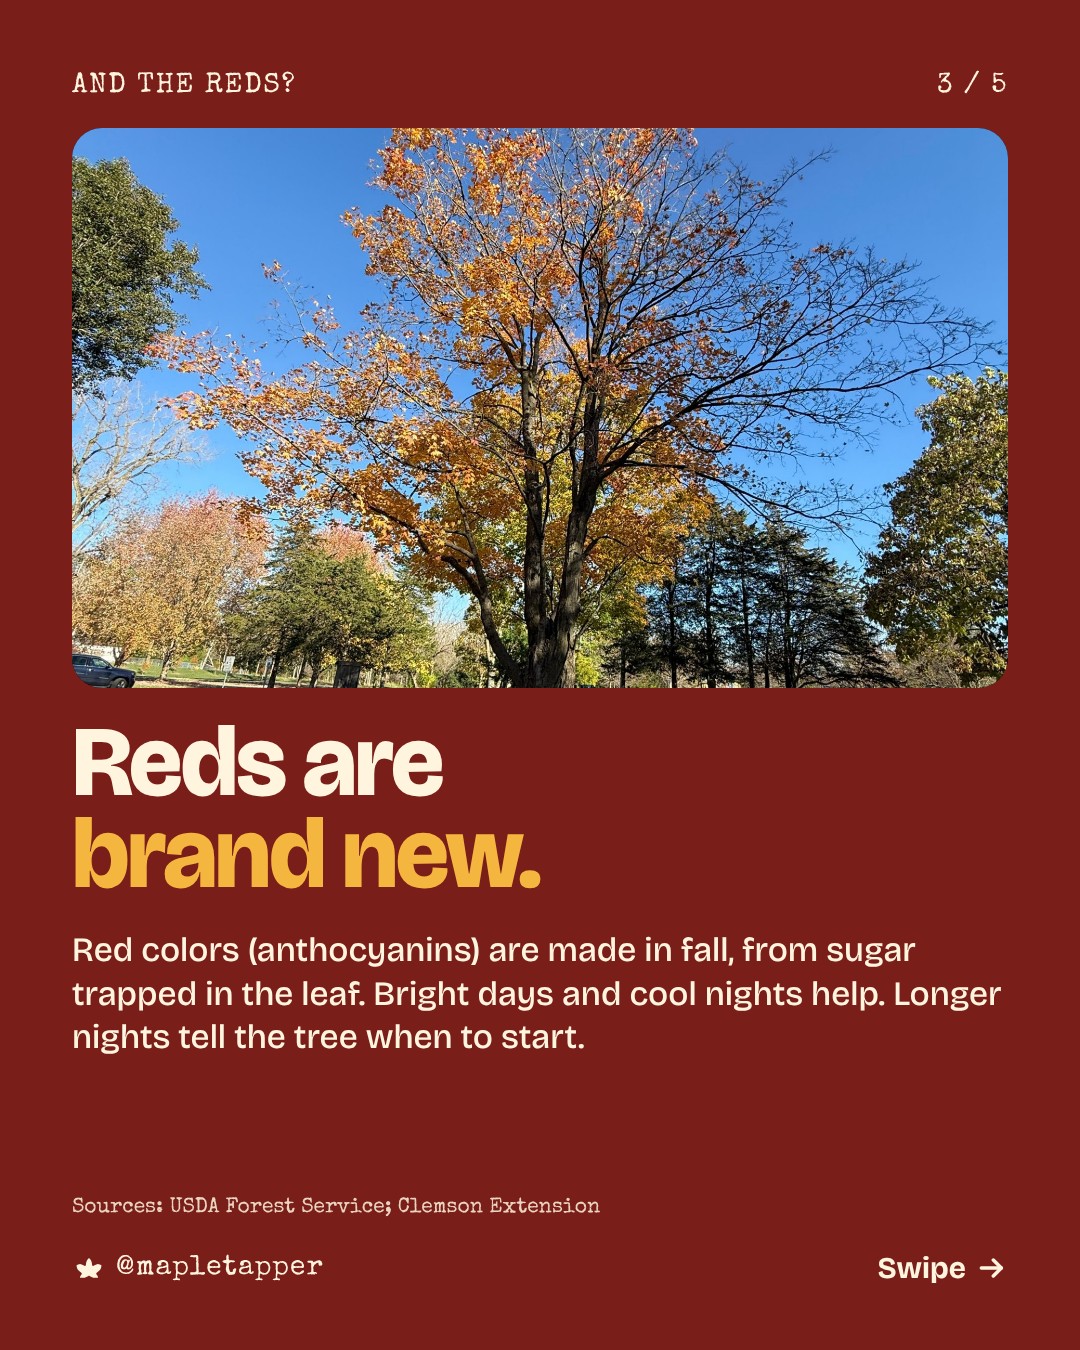 AND THE REDS?
3 / 5
Reds are
brand new.
Red colors (anthocyanins) are made in fall, from sugar
trapped in the leaf. Bright days and cool nights help. Longer
nights tell the tree when to start.
Sources: USDA Forest Service; Clemson Extension
@mapletapper
Swipe →